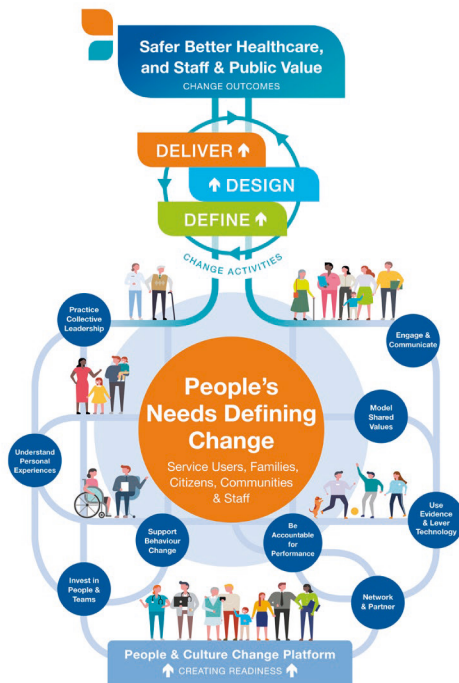 Safer Better Healthcare,
and Staff & Public Value
CHANGE OUTCOMES
DELIVER
DESIGN
DEFINE
CHANGE ACTIVITIES
Practice
Collective
Leadership
Engage &
Communicate
People's
Needs Defining
Change
Service Users, Families,
Citizens, Communities
& Staff
Model
Shared
Values
Understand
Personal
Experiences
Use
Evidence
& Lever
Technology
Support
Behaviour
Change
Be
Accountable
for
Performance
Invest in
People &
Teams
Network
& Partner
People & Culture Change Platform
CREATING READINESS